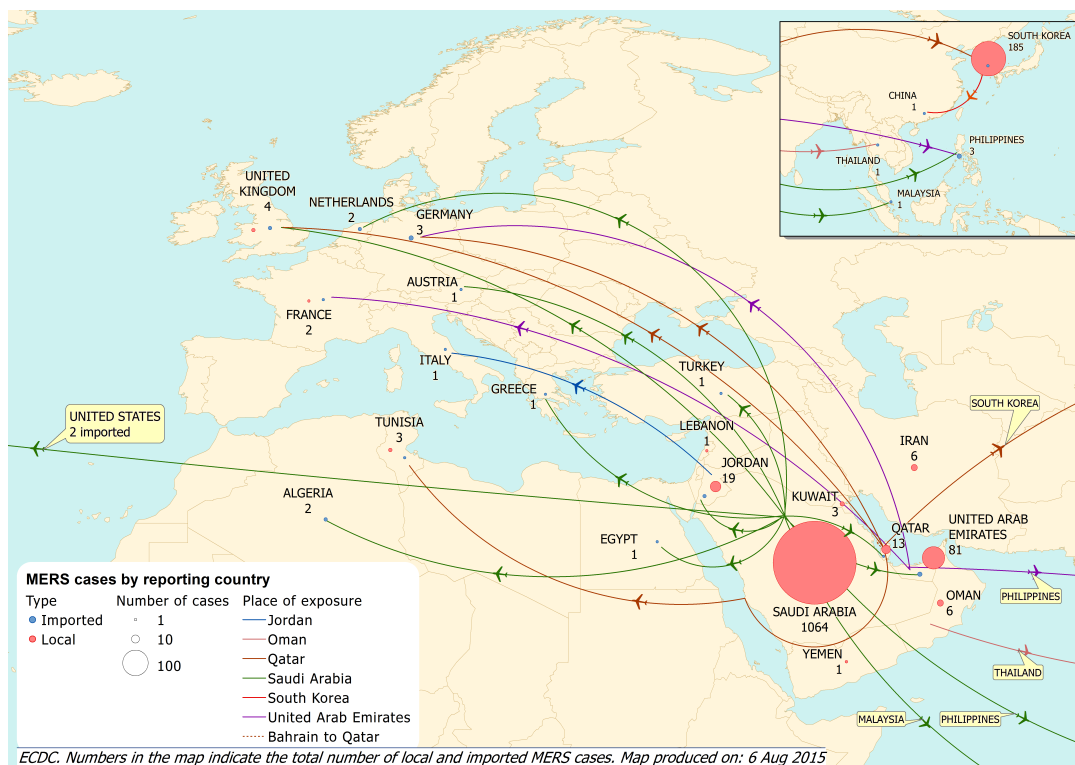 SOUTH KOREA
185
CHINA
1
PHILIPPINES
3
THAILAND
1
MALAYSIA
1
UNITED
KINGDOM
4
NETHERLANDS
2
GERMANY
3
AUSTRIA
1
FRANCE
2
ITALY
1
GREECE
1
TURKEY
1
SOUTH KOREA
UNITED STATES
2 imported
TUNISIA
3
LEBANON
1
IRAN
6
JORDAN
19
ALGERIA
2
KUWAIT
3
QATAR
13
UNITED ARAB
EMIRATES
81
EGYPT
1
PHILIPPINES
SAUDI ARABIA
1064
OMAN
6
YEMEN
1
THAILAND
MALAYSIA
PHILIPPINES
MERS cases by reporting country
Type
Imported
Local
Number of cases
1
10
100
Place of exposure
Jordan
Oman
Qatar
Saudi Arabia
South Korea
United Arab Emirates
Bahrain to Qatar
ECDC. Numbers in the map indicate the total number of local and imported MERS cases. Map produced on: 6 Aug 2015